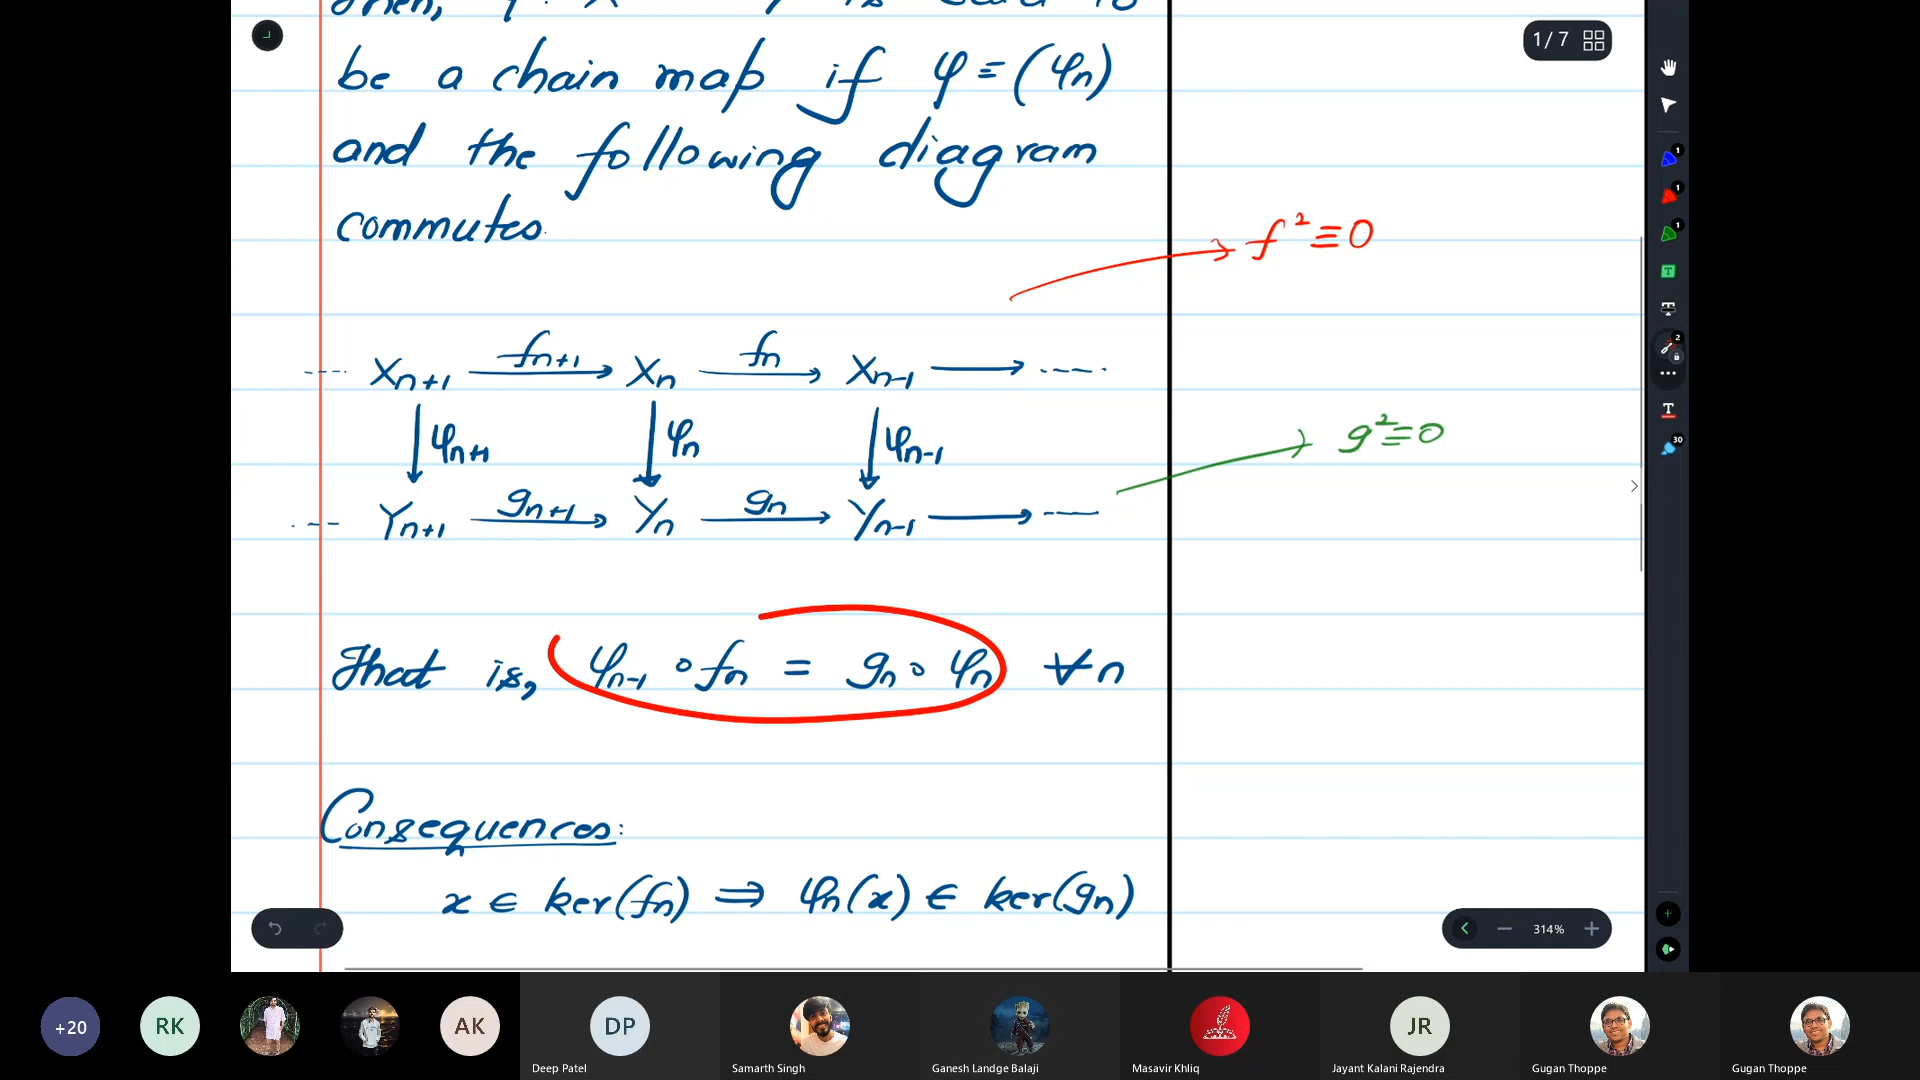 be a chain map if φ ≡ (φn)
and the following diagram
commutes.
f² ≡ 0
---- Xn+1 —fn+1→ Xn —fn→ Xn-1 → -----
↓ φn+1 ↓ φn ↓ φn-1
g² ≡ 0
---- Yn+1 —gn+1→ Yn —gn→ Yn-1 → ----
That is, φn-1 ∘ fn = gn ∘ φn ∀n
Consequences:
x ∈ ker(fn) ⇒ φn(x) ∈ ker(gn)
1 / 7
314%
+20
RK
AK
DP
JR
Deep Patel
Samarth Singh
Ganesh Landge Balaji
Masavir Khliq
Jayant Kalani Rajendra
Gugan Thoppe
Gugan Thoppe